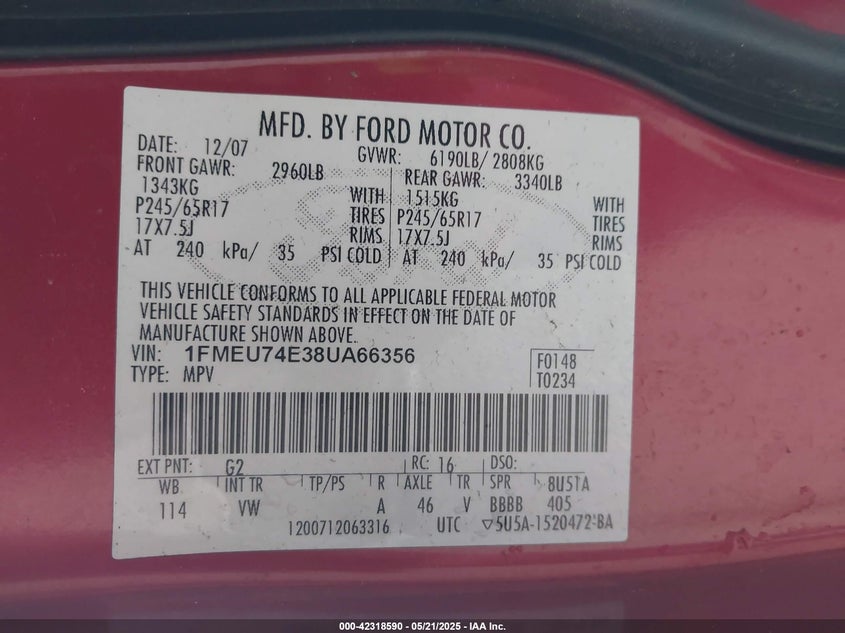 MFD. BY FORD MOTOR CO.
DATE: 12/07 GVWR: 6190LB/ 2808KG
FRONT GAWR: 2960LB REAR GAWR: 3340LB
1343KG WITH 1515KG WITH
P245/65R17 TIRES P245/65R17 TIRES
17X7.5J RIMS 17X7.5J RIMS
AT 240 kPa/ 35 PSI COLD AT 240 kPa/ 35 PSI COLD
THIS VEHICLE CONFORMS TO ALL APPLICABLE FEDERAL MOTOR
VEHICLE SAFETY STANDARDS IN EFFECT ON THE DATE OF
MANUFACTURE SHOWN ABOVE.
VIN: 1FMEU74E38UA66356 F0148
TYPE: MPV T0234
EXT PNT: G2 RC: 16 DSO:
WB INT TR TP/PS R AXLE TR SPR 8U51A
114 VW A 46 V BBBB 405
1200712063316 UTC ▽5U5A-1520472-BA
000-42318590 — 05/21/2025 — IAA Inc.